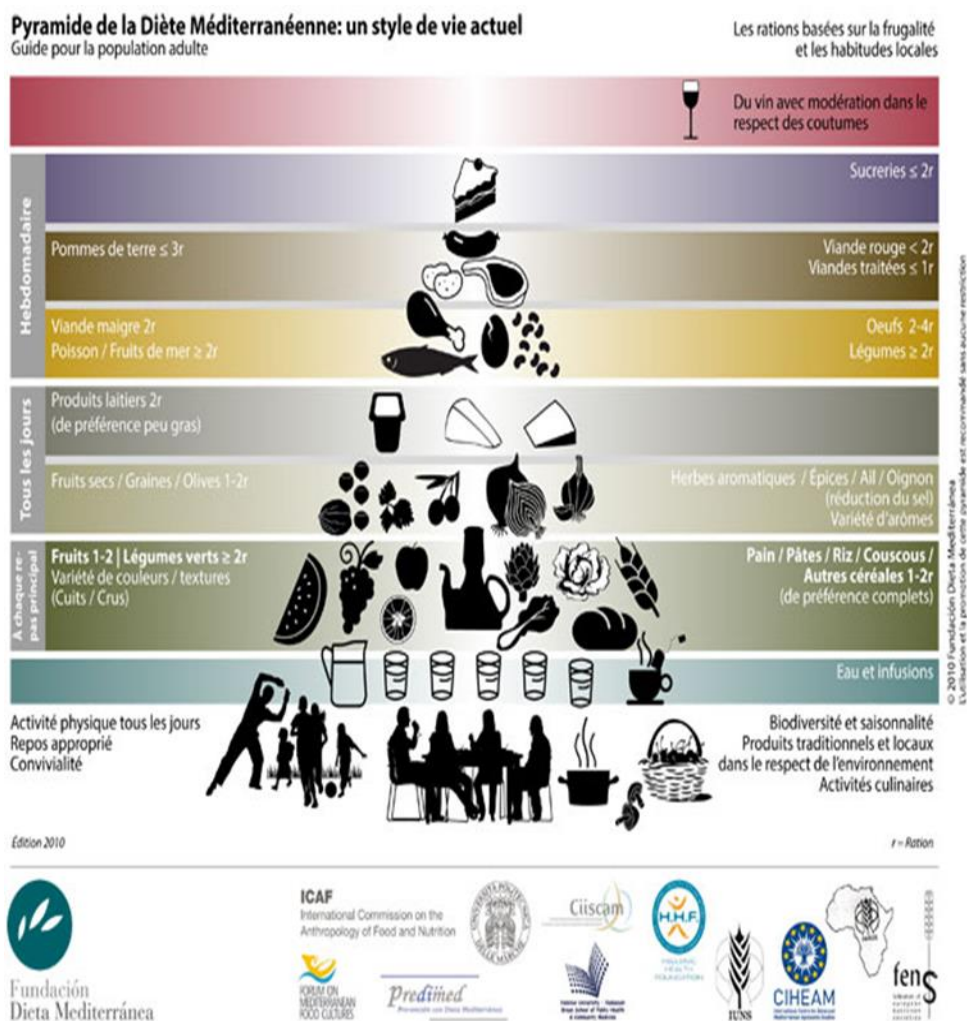 Pyramide de la Diète Méditerranéenne: un style de vie actuel
Guide pour la population adulte
Les rations basées sur la frugalité
et les habitudes locales
Du vin avec modération dans le
respect des coutumes
Hebdomadaire
Sucreries ≤ 2r
Pommes de terre ≤ 3r
Viande rouge < 2r
Viandes traitées ≤ 1r
Viande maigre 2r
Poisson / Fruits de mer ≥ 2r
Oeufs 2-4r
Légumes ≥ 2r
Tous les jours
Produits laitiers 2r
(de préférence peu gras)
Fruits secs / Graines / Olives 1-2r
Herbes aromatiques / Épices / Ail / Oignon
(réduction du sel)
Variété d'arômes
A chaque re-
pas principal
Fruits 1-2 | Légumes verts ≥ 2r
Variété de couleurs / textures
(Cuits / Crus)
Pain / Pâtes / Riz / Couscous /
Autres céréales 1-2r
(de préférence complets)
Eau et infusions
Activité physique tous les jours
Repos approprié
Convivialité
Biodiversité et saisonnalité
Produits traditionnels et locaux
dans le respect de l'environnement
Activités culinaires
© 2010 Fundación Dieta Mediterránea
L'utilisation et la promotion de cette pyramide est recommandé sans aucune restriction
Édition 2010
r = Ration
Fundación
Dieta Mediterránea
ICAF
International Commission on the
Anthropology of Food and Nutrition
FORUM ON
MEDITERRANEAN
FOOD CULTURES
Predimed
Ciiscam
H.H.F.
HELLENIC
HEALTH
FOUNDATION
IUNS
CIHEAM
fens